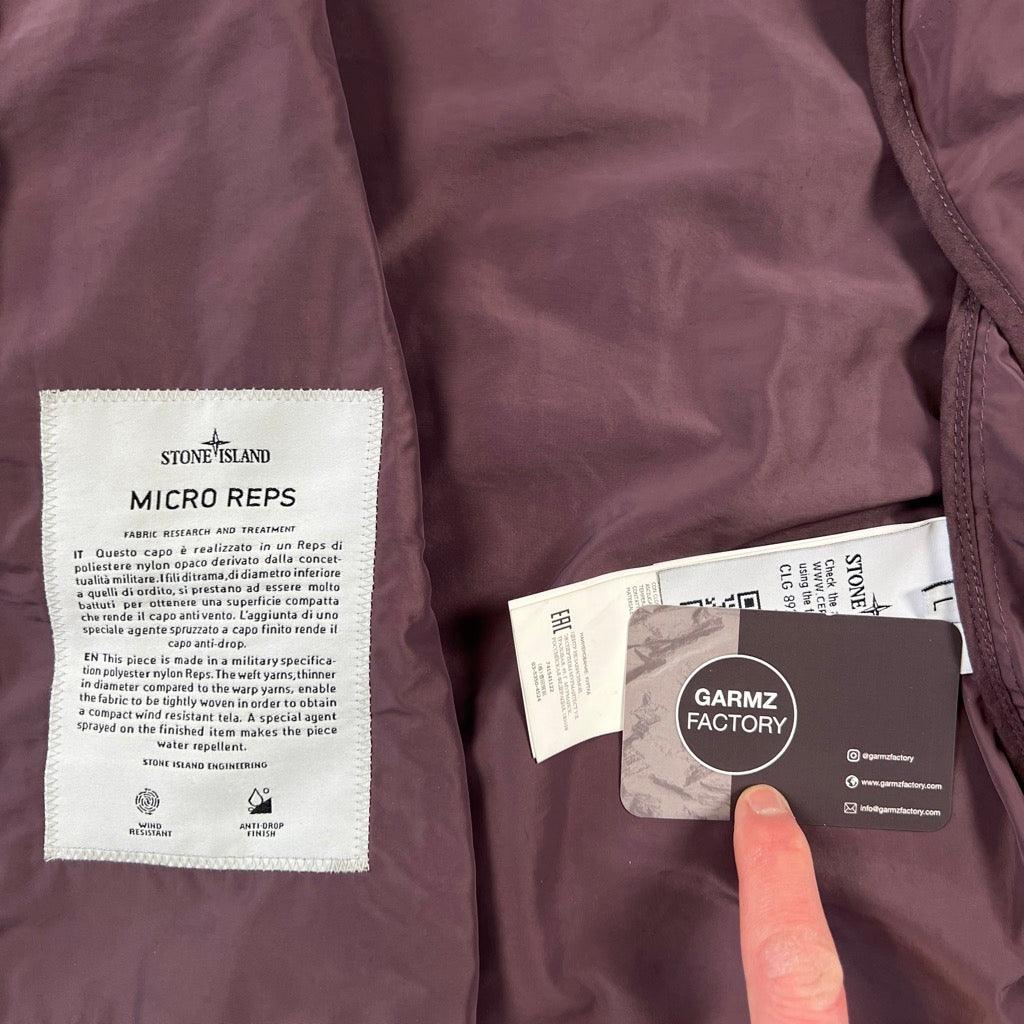 STONE ISLAND
MICRO REPS
FABRIC RESEARCH AND TREATMENT
IT Questo capo è realizzato in un Reps di
poliestere nylon opaco derivato dalla concet-
tualità militare. I fili di trama, di diametro inferiore
a quelli di ordito, si prestano ad essere molto
battuti per ottenere una superficie compatta
che rende il capo anti vento. L'aggiunta di uno
speciale agente spruzzato a capo finito rende il
capo anti-drop.
EN This piece is made in a military specifica-
tion polyester nylon Reps. The weft yarns, thinner
in diameter compared to the warp yarns, enable
the fabric to be tightly woven in order to obtain
a compact wind resistant tela. A special agent
sprayed on the finished item makes the piece
water repellent.
STONE ISLAND ENGINEERING
WIND
RESISTANT
ANTI-DROP
FINISH
EAC
STONE
Check the
WWW.CER
using the
CLG 89
GARMZ
FACTORY
@garmzfactory
www.garmzfactory.com
info@garmzfactory.com